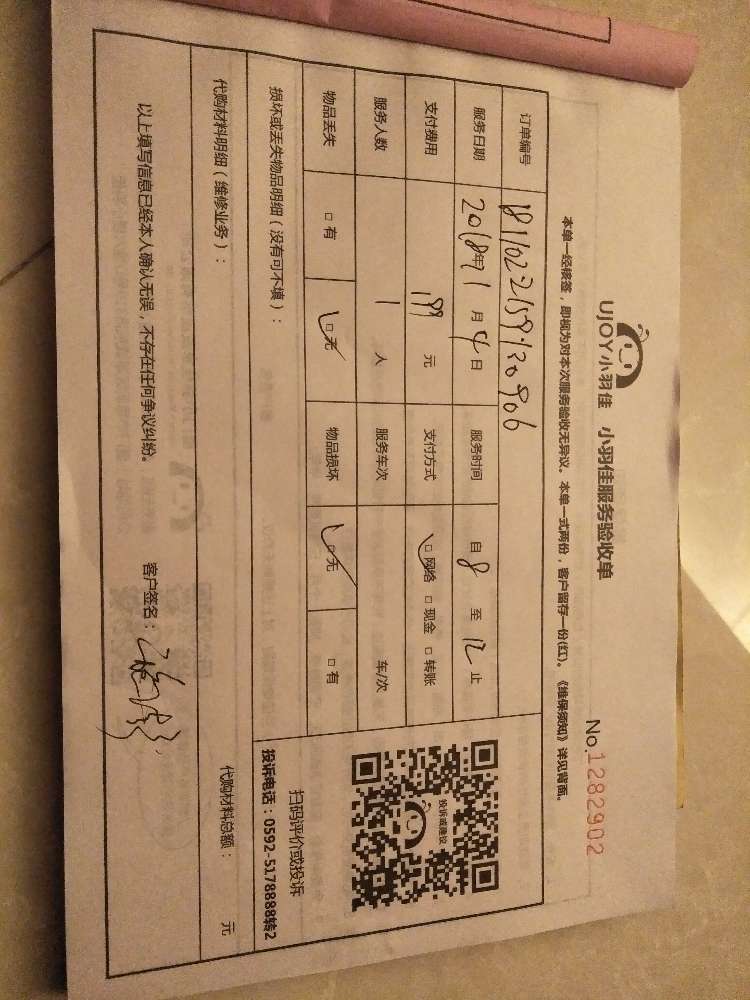 UJOY小羽佳 小羽佳服务验收单
No.1282902
本单一经核签，即视为对本次服务验收无异议。本单一式两份，客户留存一份(红)。《维保须知》详见背面。
订单编号 1811022159130906
服务日期 2018年 1 月 4 日 服务时间 自 8 至 12 止
支付费用 199 元 支付方式 □网络 □现金 □转账
服务人数 1 人 服务车次 车/次
物品丢失 □有 □无 物品损坏 □无 □有
损坏或丢失物品明细（没有可不填）：
投诉或建议
扫码评价或投诉
投诉电话：0592-5178888转2
代购材料明细（维修业务）： 代购材料总额： 元
以上填写信息已经本人确认无误，不存在任何争议纠纷。 客户签名：